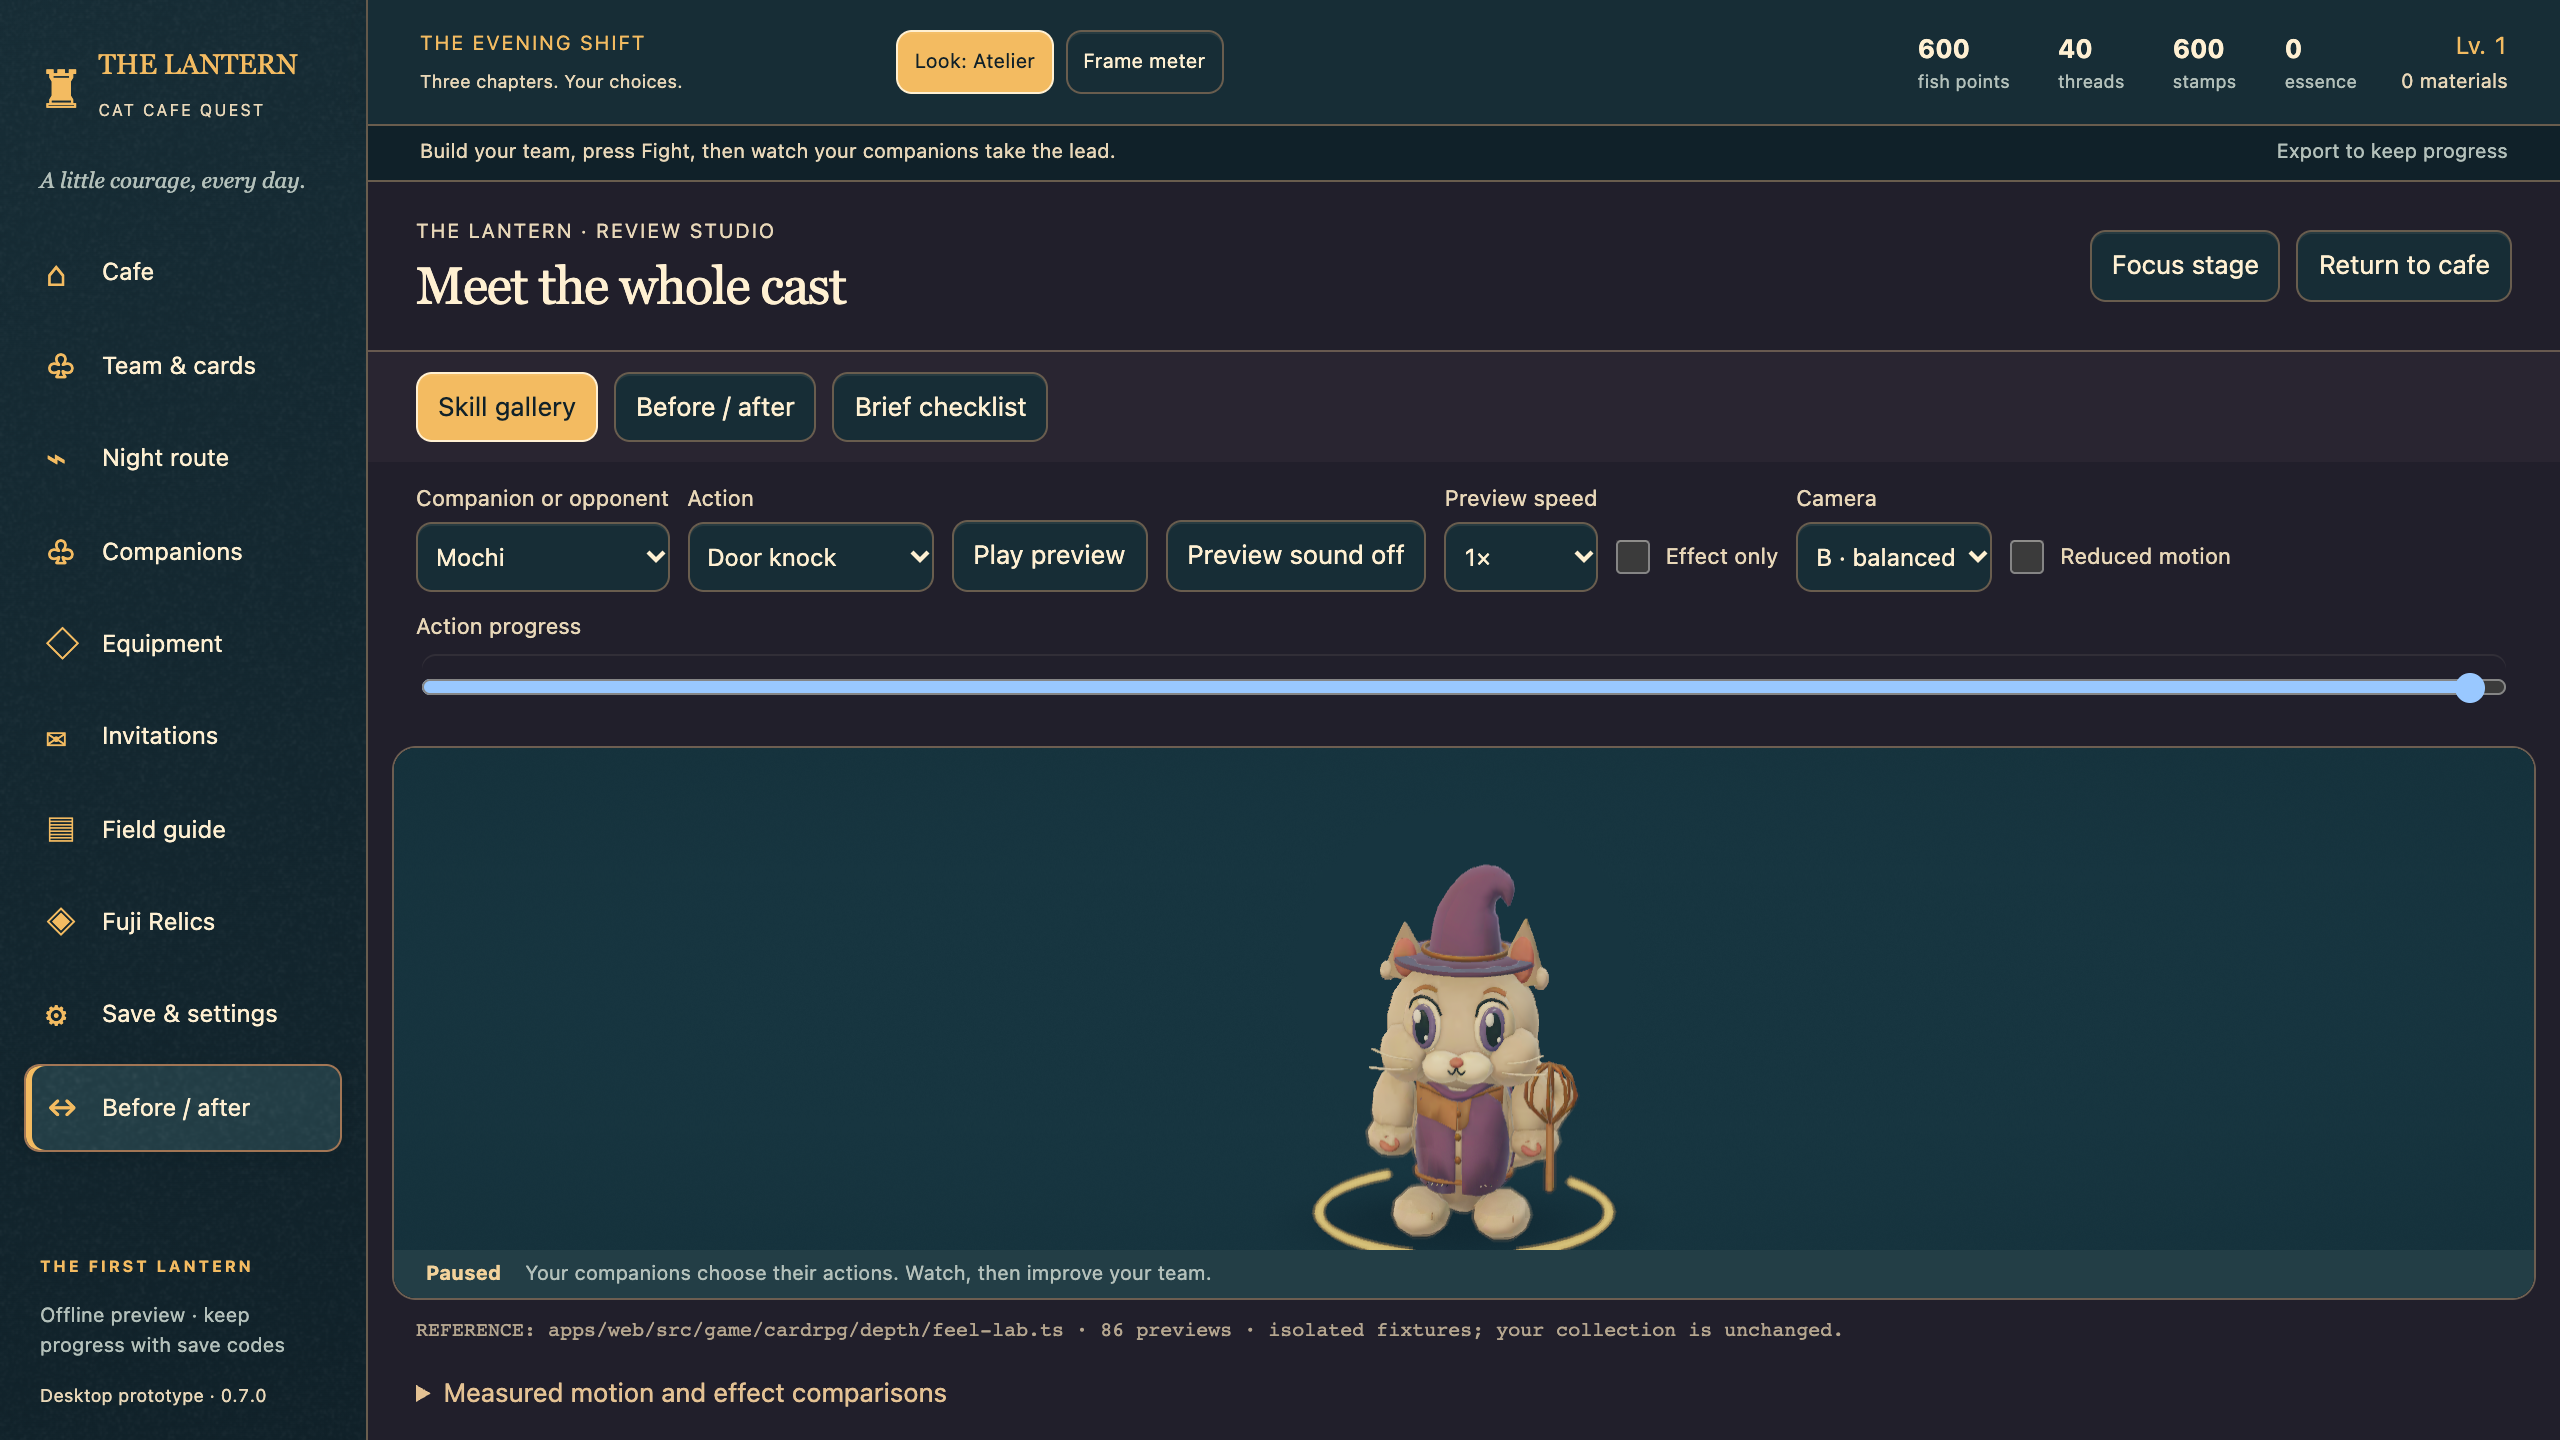 THE LANTERN
CAT CAFE QUEST
A little courage, every day.
Cafe
Team & cards
Night route
Companions
Equipment
Invitations
Field guide
Fuji Relics
Save & settings
Before / after
THE FIRST LANTERN
Offline preview · keep
progress with save codes
Desktop prototype · 0.7.0
THE EVENING SHIFT
Three chapters. Your choices.
Look: Atelier
Frame meter
600 fish points
40 threads
600 stamps
0 essence
Lv. 1
0 materials
Build your team, press Fight, then watch your companions take the lead.
Export to keep progress
THE LANTERN · REVIEW STUDIO
Meet the whole cast
Focus stage
Return to cafe
Skill gallery
Before / after
Brief checklist
Companion or opponent
Mochi
Action
Door knock
Play preview
Preview sound off
Preview speed
1×
Effect only
Camera
B · balanced
Reduced motion
Action progress
Paused Your companions choose their actions. Watch, then improve your team.
REFERENCE: apps/web/src/game/cardrpg/depth/feel-lab.ts · 86 previews · isolated fixtures; your collection is unchanged.
Measured motion and effect comparisons